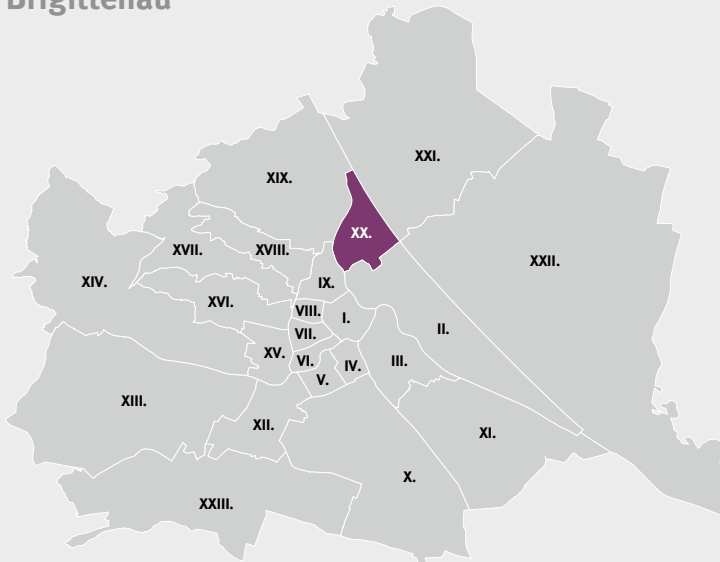 Brigittenau
XXI.
XIX.
XX.
XVII.
XVIII.
XXII.
XIV.
IX.
XVI.
VIII.
I.
II.
VII.
XV.
VI.
IV.
III.
V.
XIII.
XII.
XI.
X.
XXIII.